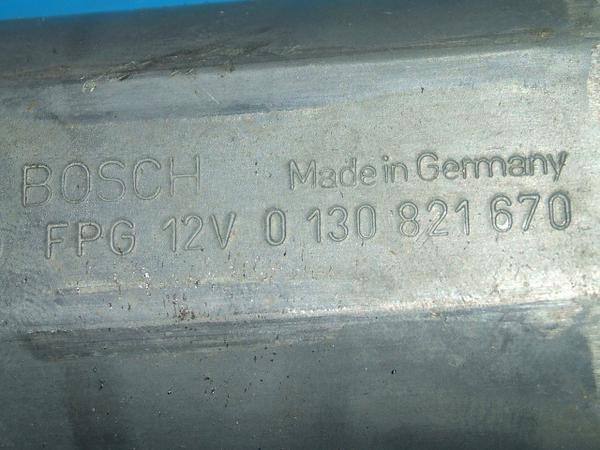 BOSCH Made in Germany
FPG 12V 0 130 821 670